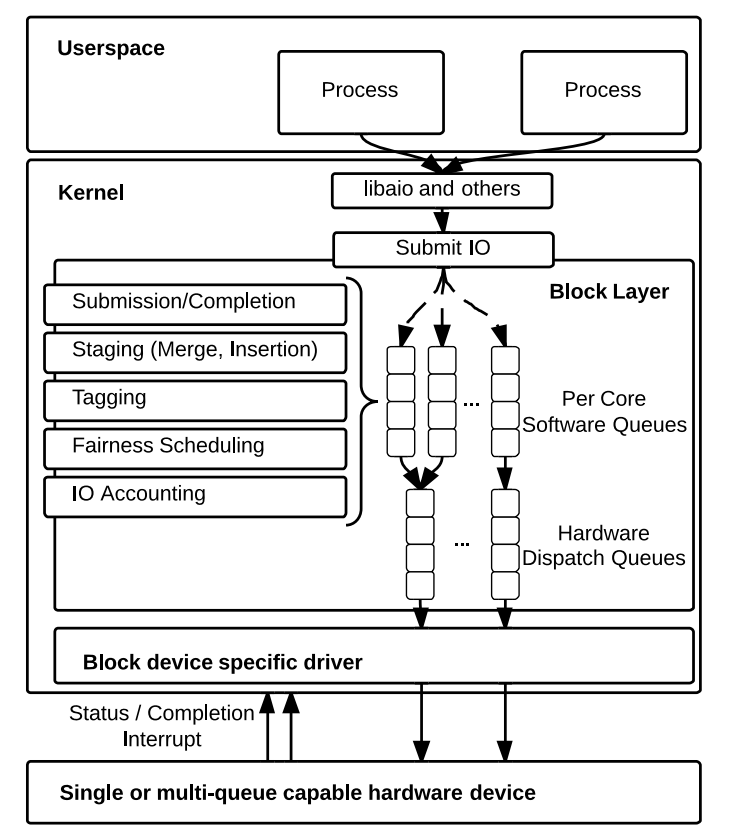 Userspace
Process
Process
Kernel
libaio and others
Submit IO
Block Layer
Submission/Completion
Staging (Merge, Insertion)
Tagging
Fairness Scheduling
IO Accounting
...
Per Core
Software Queues
...
Hardware
Dispatch Queues
Block device specific driver
Status / Completion
Interrupt
Single or multi-queue capable hardware device